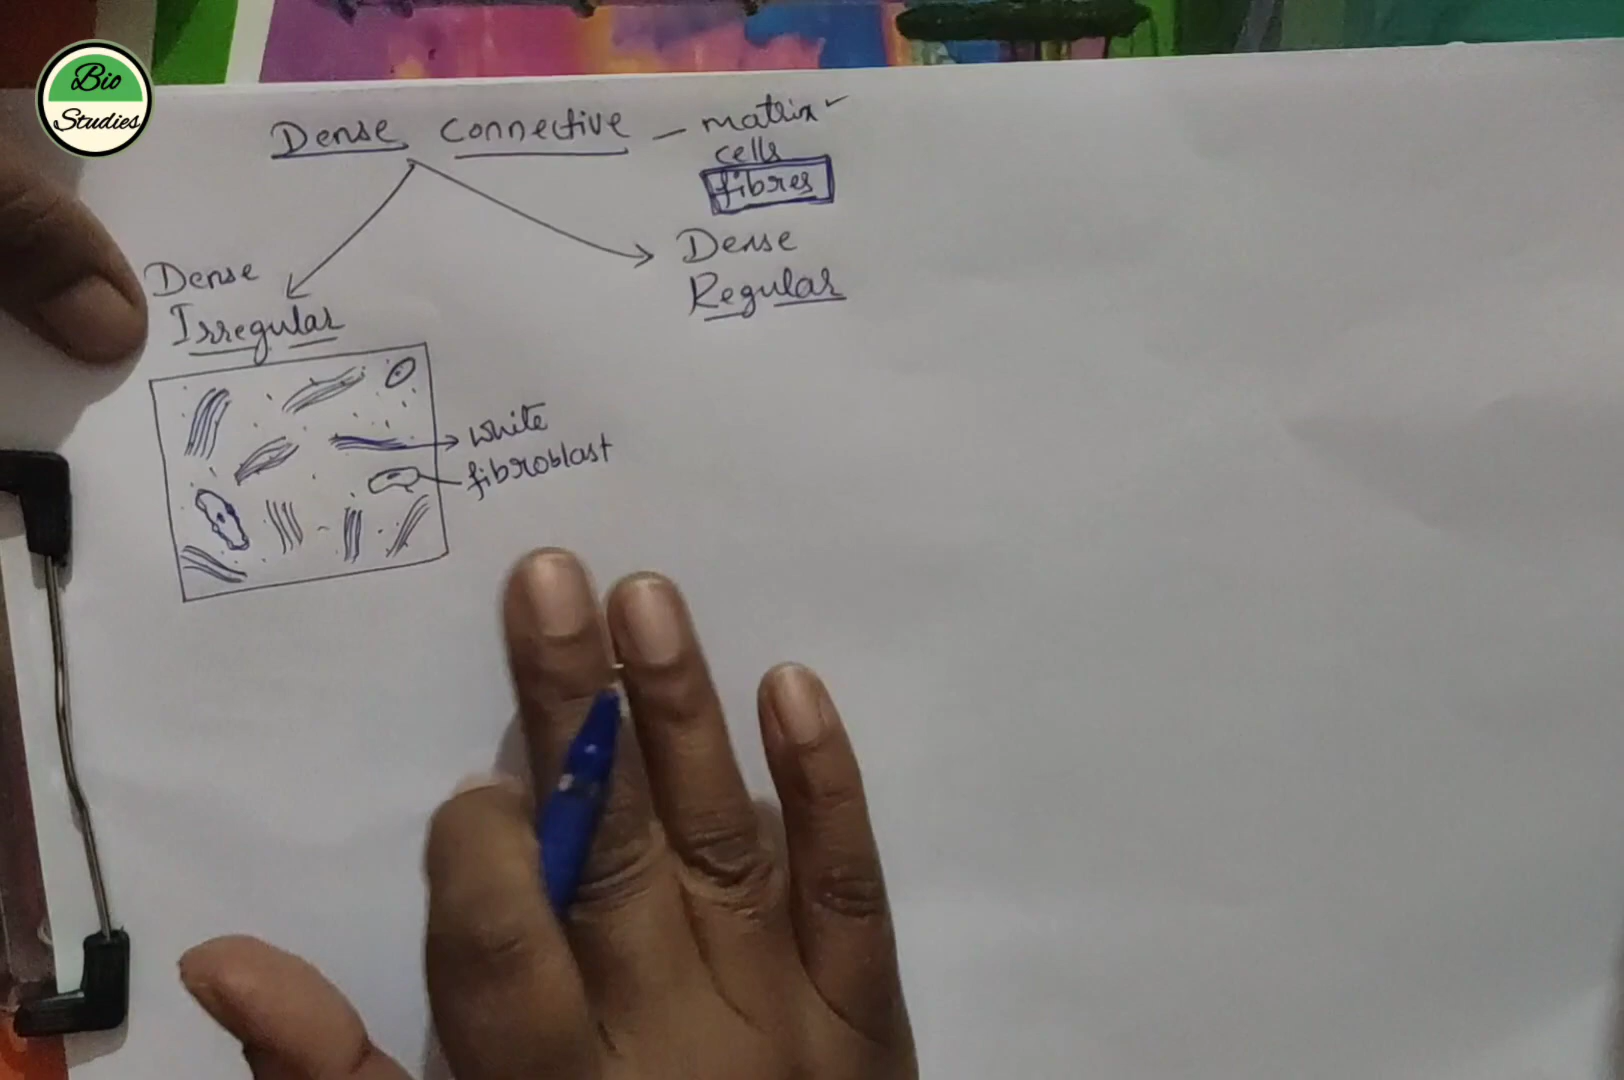 Bio
Studies
Dense Connective – matrix
cells
fibres
Dense
Regular
Dense
Irregular
white
fibroblast